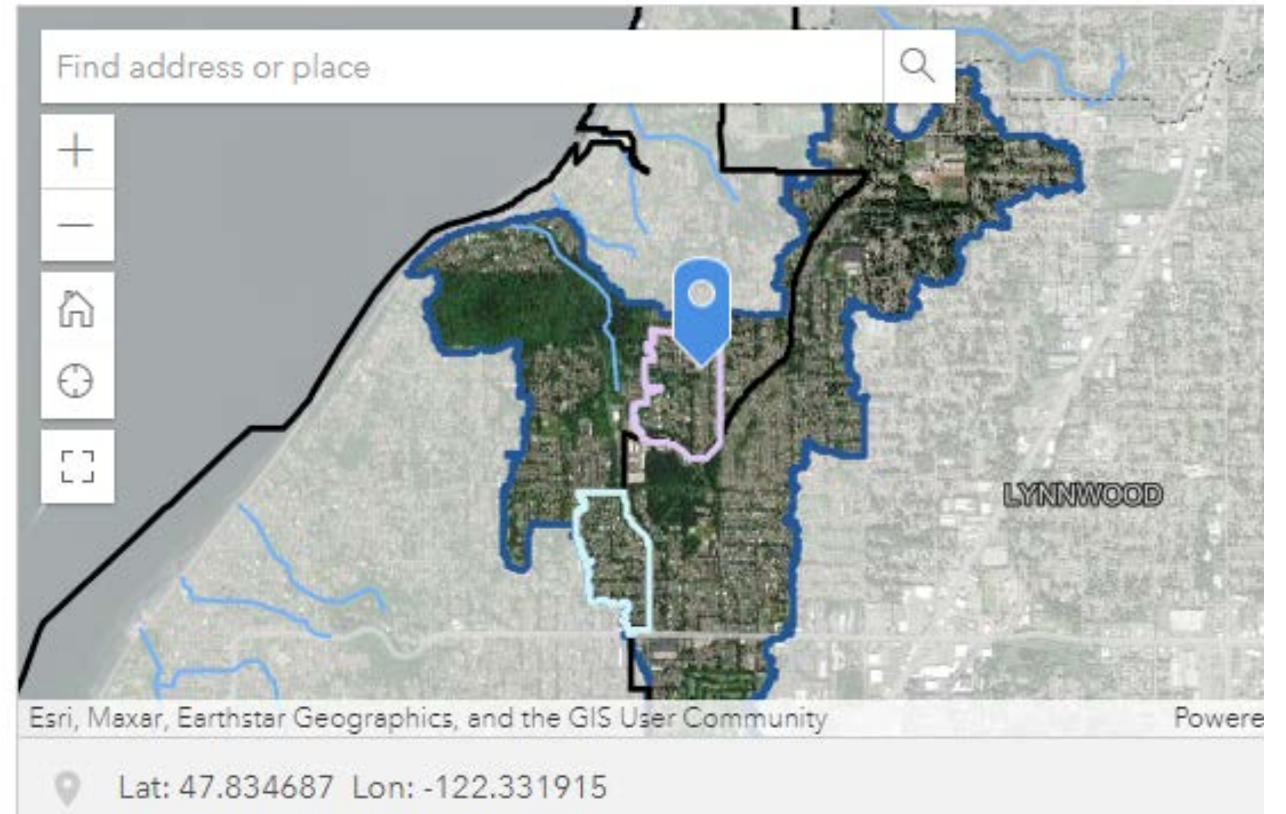 Find address or place
LYNNWOOD
Esri, Maxar, Earthstar Geographics, and the GIS User Community
Powere
Lat: 47.834687 Lon: -122.331915